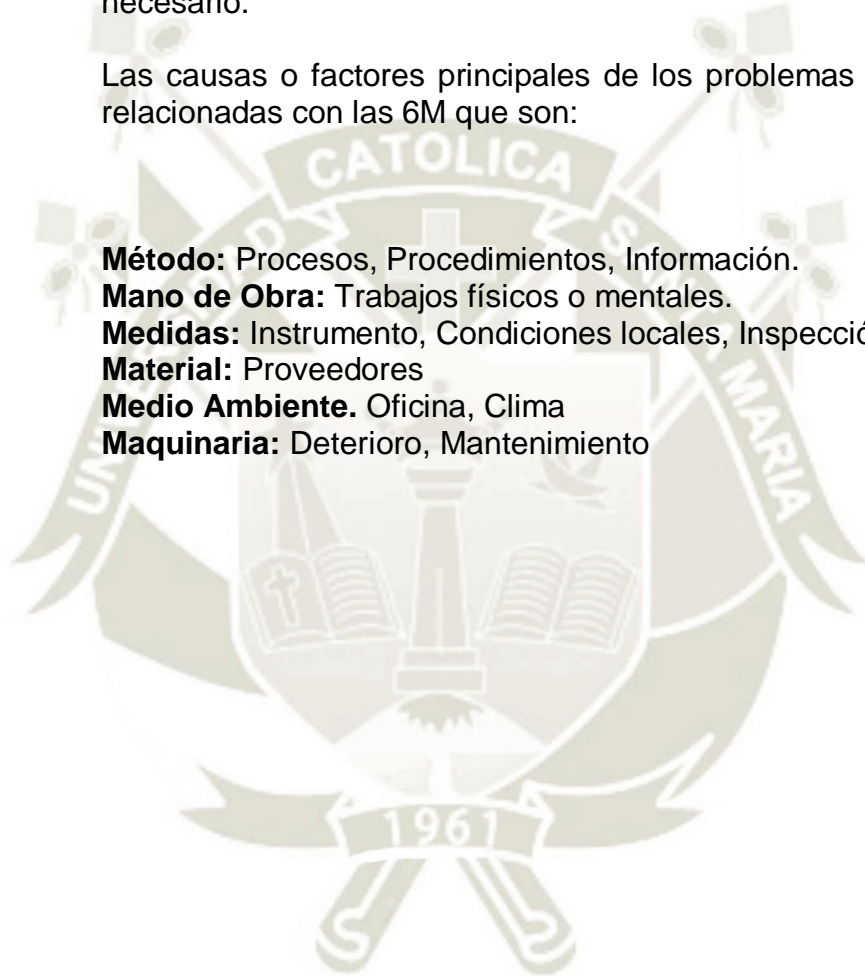 necesario.
Las causas o factores principales de los problemas
relacionadas con las 6M que son:
CATOLICA
Método: Procesos, Procedimientos, Información.
Mano de Obra: Trabajos físicos o mentales.
Medidas: Instrumento, Condiciones locales,
Material: Proveedores
Medio Ambiente. Oficina, Clima
Maquinaria: Deterioro, Mantenimiento
MARIA
1961